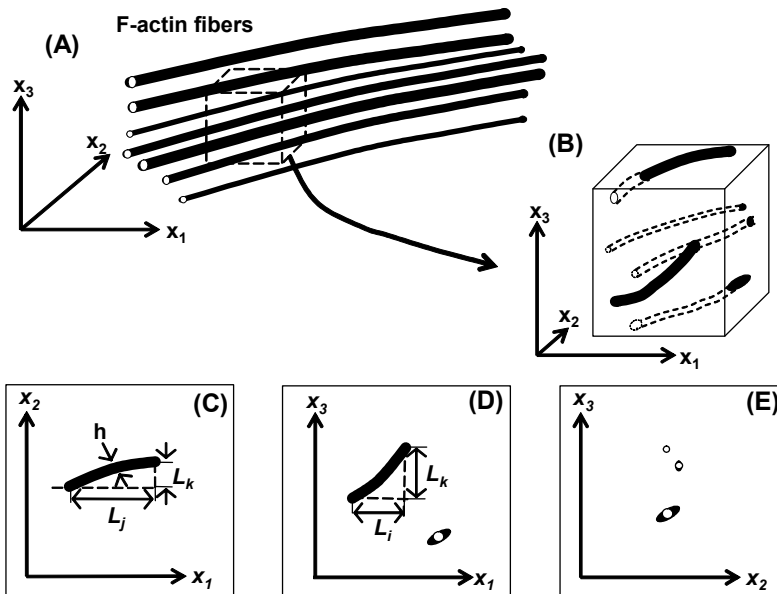 F-actin fibers
(A)
x3
x2
x1
(B)
x3
x2
x1
(C)
x2
h
Lk
Lj
x1
(D)
x3
Lk
Li
x1
(E)
x3
x2